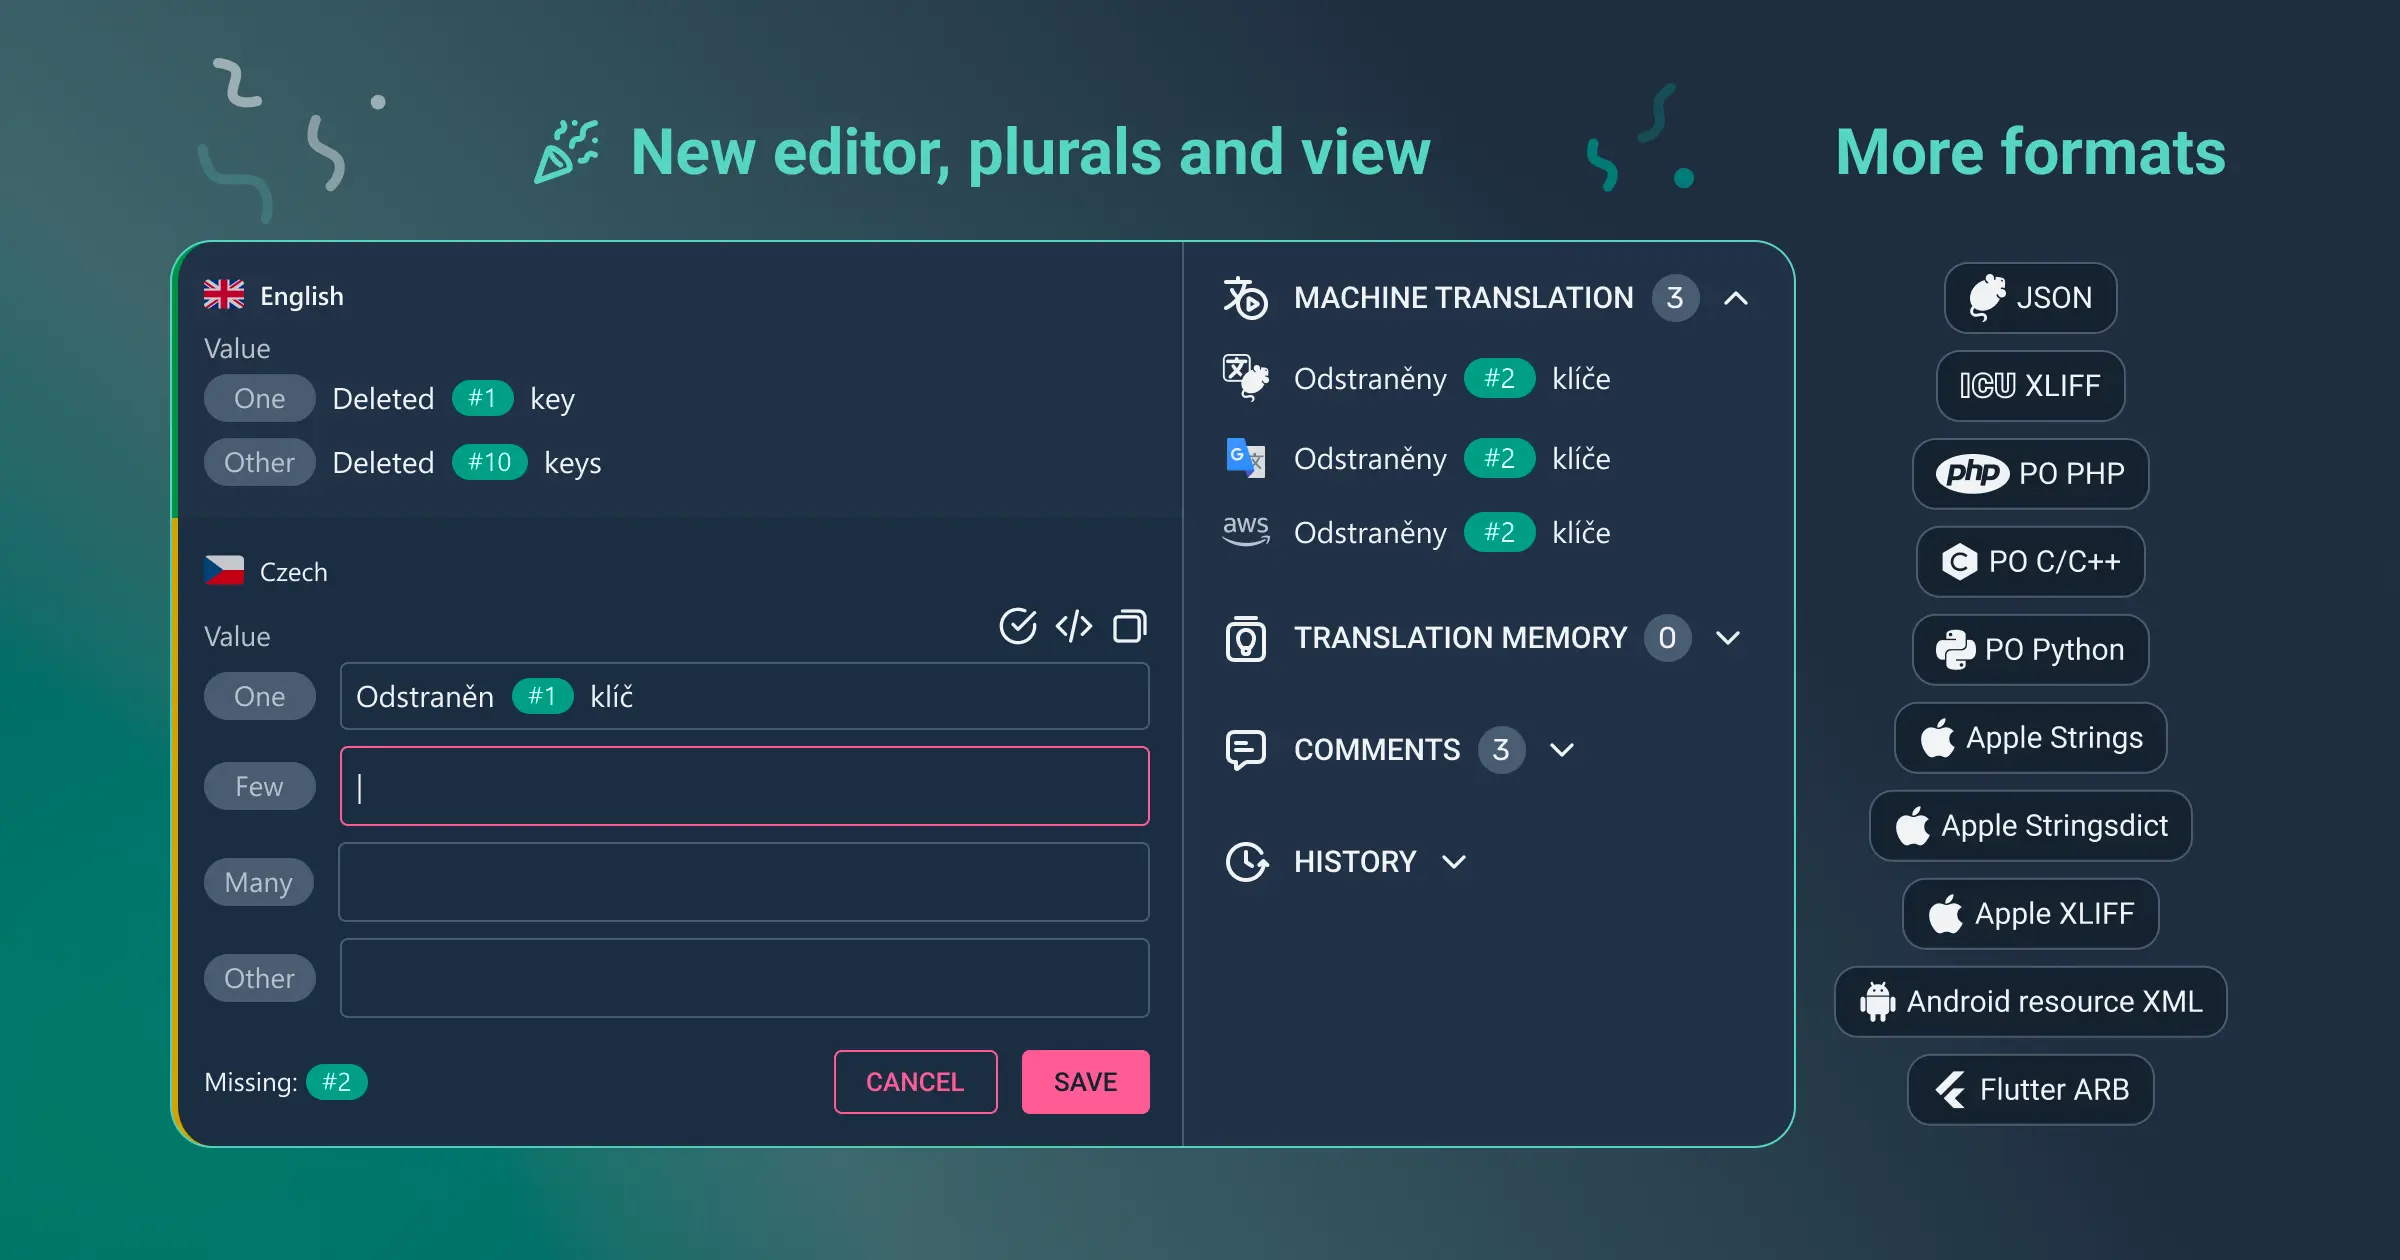 New editor, plurals and view
More formats
English
Value
One Deleted #1 key
Other Deleted #10 keys
Czech
Value
One Odstraněn #1 klíč
Few
Many
Other
Missing: #2
CANCEL
SAVE
MACHINE TRANSLATION 3
Odstraněny #2 klíče
G Odstraněny #2 klíče
aws Odstraněny #2 klíče
TRANSLATION MEMORY 0
COMMENTS 3
HISTORY
JSON
ICU XLIFF
php PO PHP
C PO C/C++
PO Python
Apple Strings
Apple Stringsdict
Apple XLIFF
Android resource XML
Flutter ARB